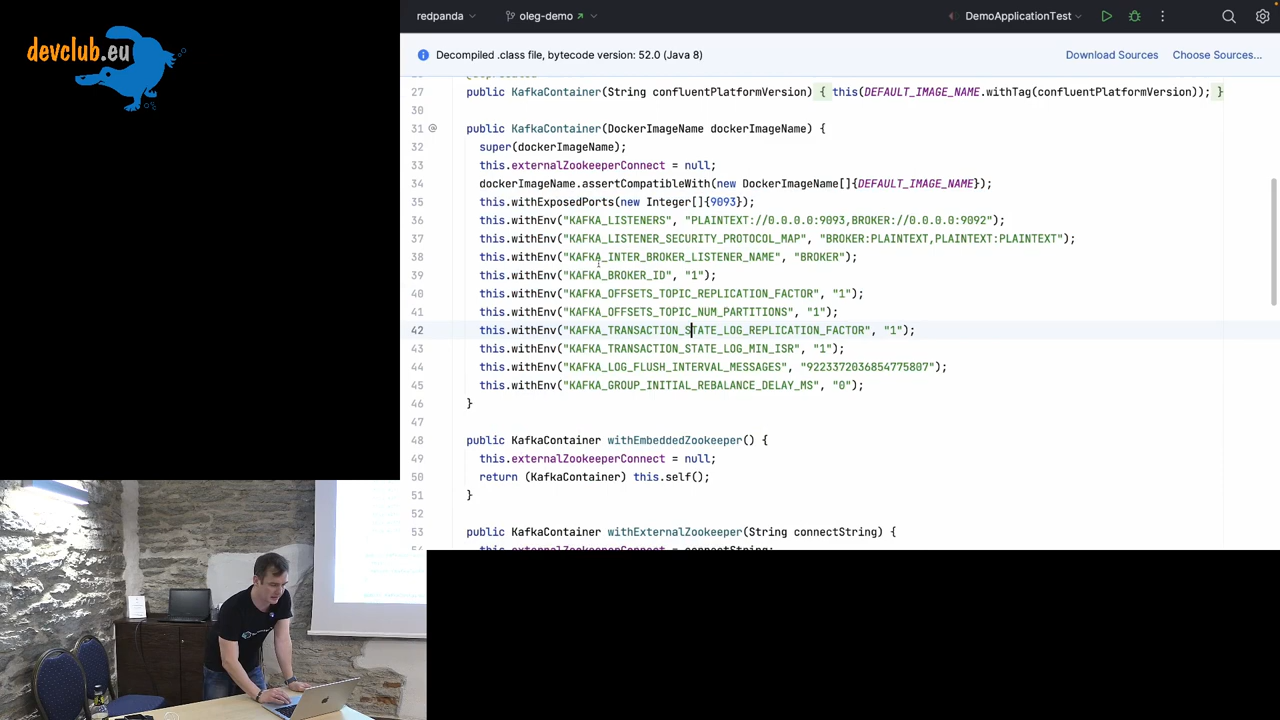 devclub.eu
redpanda
oleg-demo
DemoApplicationTest
Decompiled .class file, bytecode version: 52.0 (Java 8)
Download Sources
Choose Sources...
27 public KafkaContainer(String confluentPlatformVersion) { this(DEFAULT_IMAGE_NAME.withTag(confluentPlatformVersion)); }
30
31 @ public KafkaContainer(DockerImageName dockerImageName) {
32 super(dockerImageName);
33 this.externalZookeeperConnect = null;
34 dockerImageName.assertCompatibleWith(new DockerImageName[]{DEFAULT_IMAGE_NAME});
35 this.withExposedPorts(new Integer[]{9093});
36 this.withEnv("KAFKA_LISTENERS", "PLAINTEXT://0.0.0.0:9093,BROKER://0.0.0.0:9092");
37 this.withEnv("KAFKA_LISTENER_SECURITY_PROTOCOL_MAP", "BROKER:PLAINTEXT,PLAINTEXT:PLAINTEXT");
38 this.withEnv("KAFKA_INTER_BROKER_LISTENER_NAME", "BROKER");
39 this.withEnv("KAFKA_BROKER_ID", "1");
40 this.withEnv("KAFKA_OFFSETS_TOPIC_REPLICATION_FACTOR", "1");
41 this.withEnv("KAFKA_OFFSETS_TOPIC_NUM_PARTITIONS", "1");
42 this.withEnv("KAFKA_TRANSACTION_STATE_LOG_REPLICATION_FACTOR", "1");
43 this.withEnv("KAFKA_TRANSACTION_STATE_LOG_MIN_ISR", "1");
44 this.withEnv("KAFKA_LOG_FLUSH_INTERVAL_MESSAGES", "9223372036854775807");
45 this.withEnv("KAFKA_GROUP_INITIAL_REBALANCE_DELAY_MS", "0");
46 }
47
48 public KafkaContainer withEmbeddedZookeeper() {
49 this.externalZookeeperConnect = null;
50 return (KafkaContainer) this.self();
51 }
52
53 public KafkaContainer withExternalZookeeper(String connectString) {
this.externalZookeeperConnect = connectString;